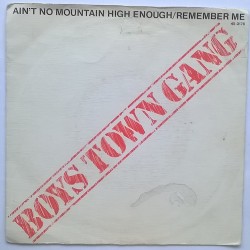 AIN'T NO MOUNTAIN HIGH ENOUGH/REMEMBER ME
BOYS TOWN GANG